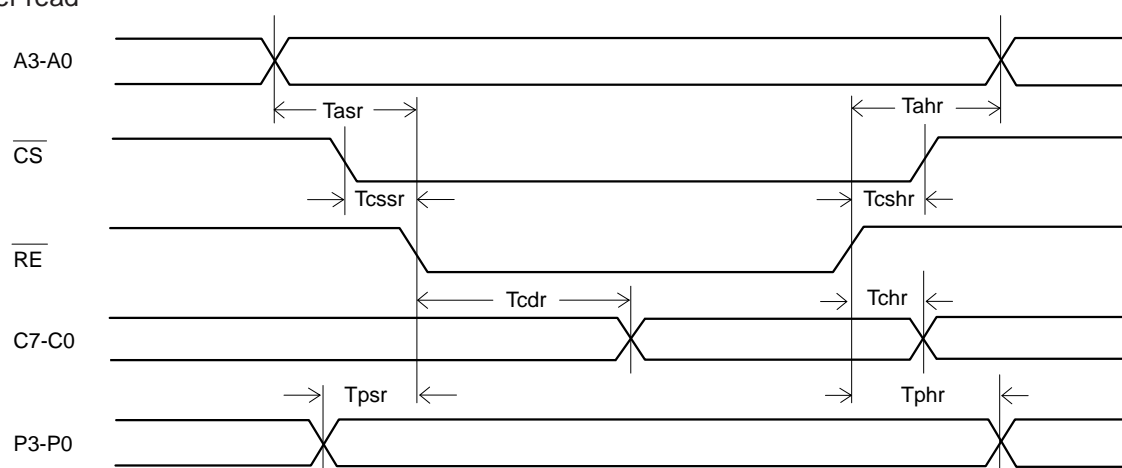 A3-A0
Tasr
Tahr
CS
Tcssr
Tcshr
RE
Tcdr
Tchr
C7-C0
Tpsr
Tphr
P3-P0